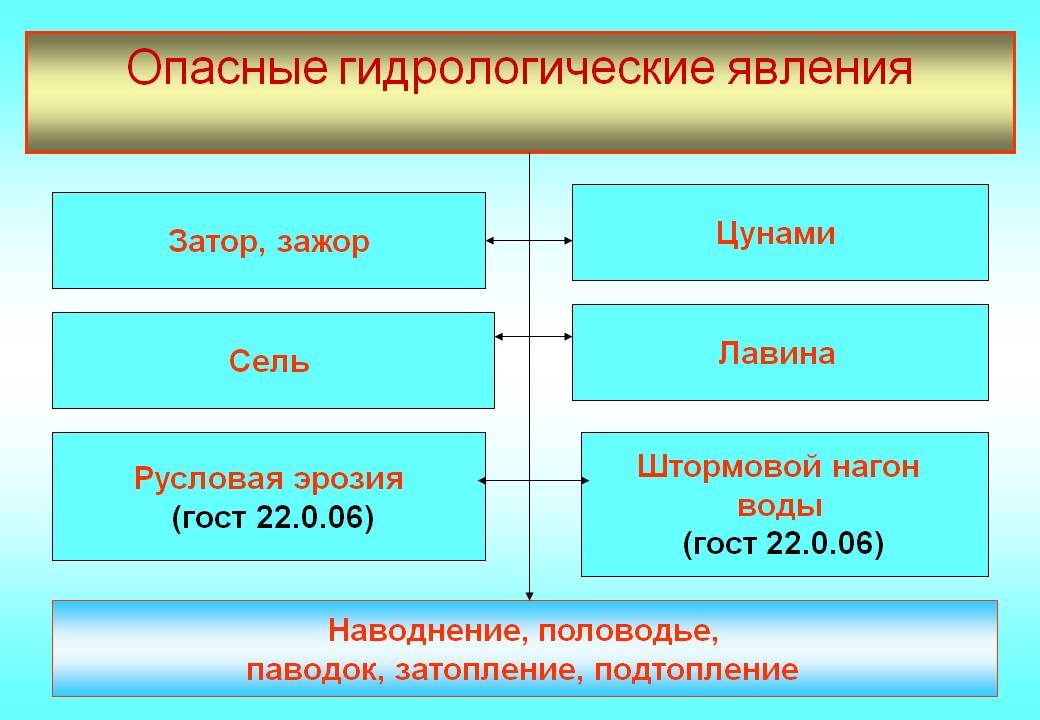 Опасные гидрологические явления
Затор, зажор
Цунами
Сель
Лавина
Русловая эрозия
(гост 22.0.06)
Штормовой нагон
воды
(гост 22.0.06)
Наводнение, половодье,
паводок, затопление, подтопление